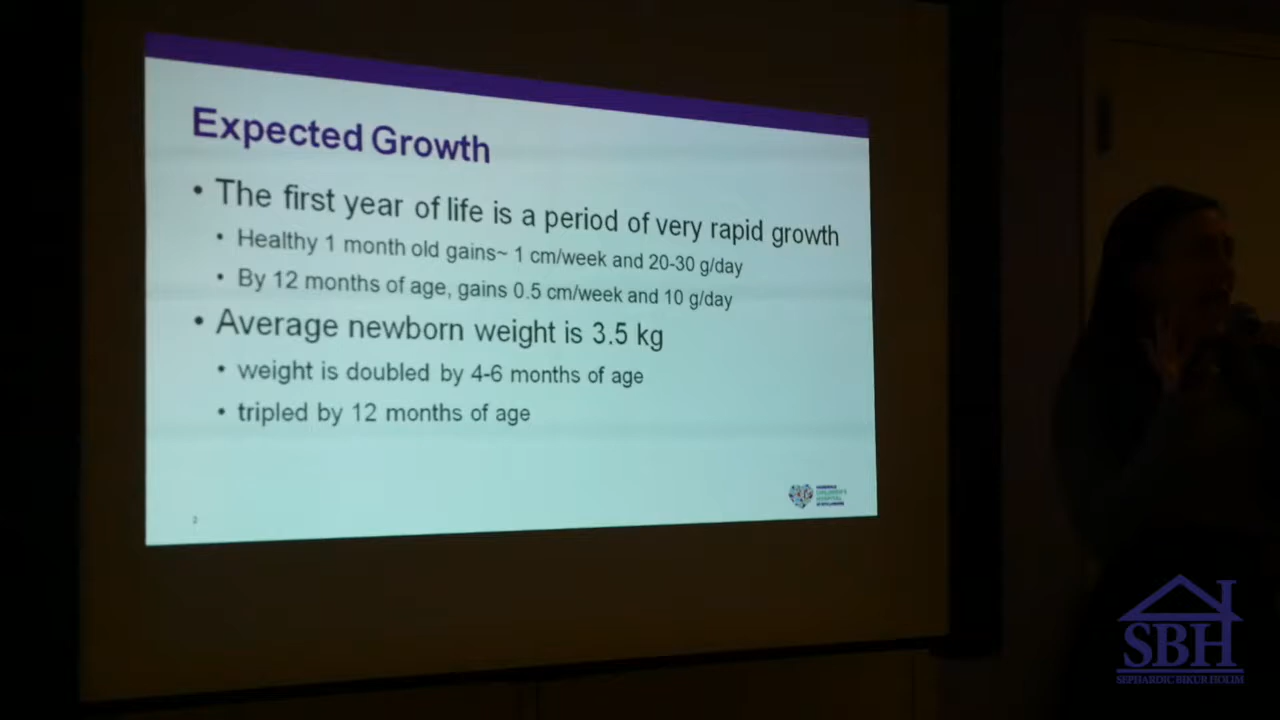 Expected Growth
• The first year of life is a period of very rapid growth
• Healthy 1 month old gains~ 1 cm/week and 20-30 g/day
• By 12 months of age, gains 0.5 cm/week and 10 g/day
• Average newborn weight is 3.5 kg
• weight is doubled by 4-6 months of age
• tripled by 12 months of age
SBH
SEPHARDIC BIKUR HOLIM